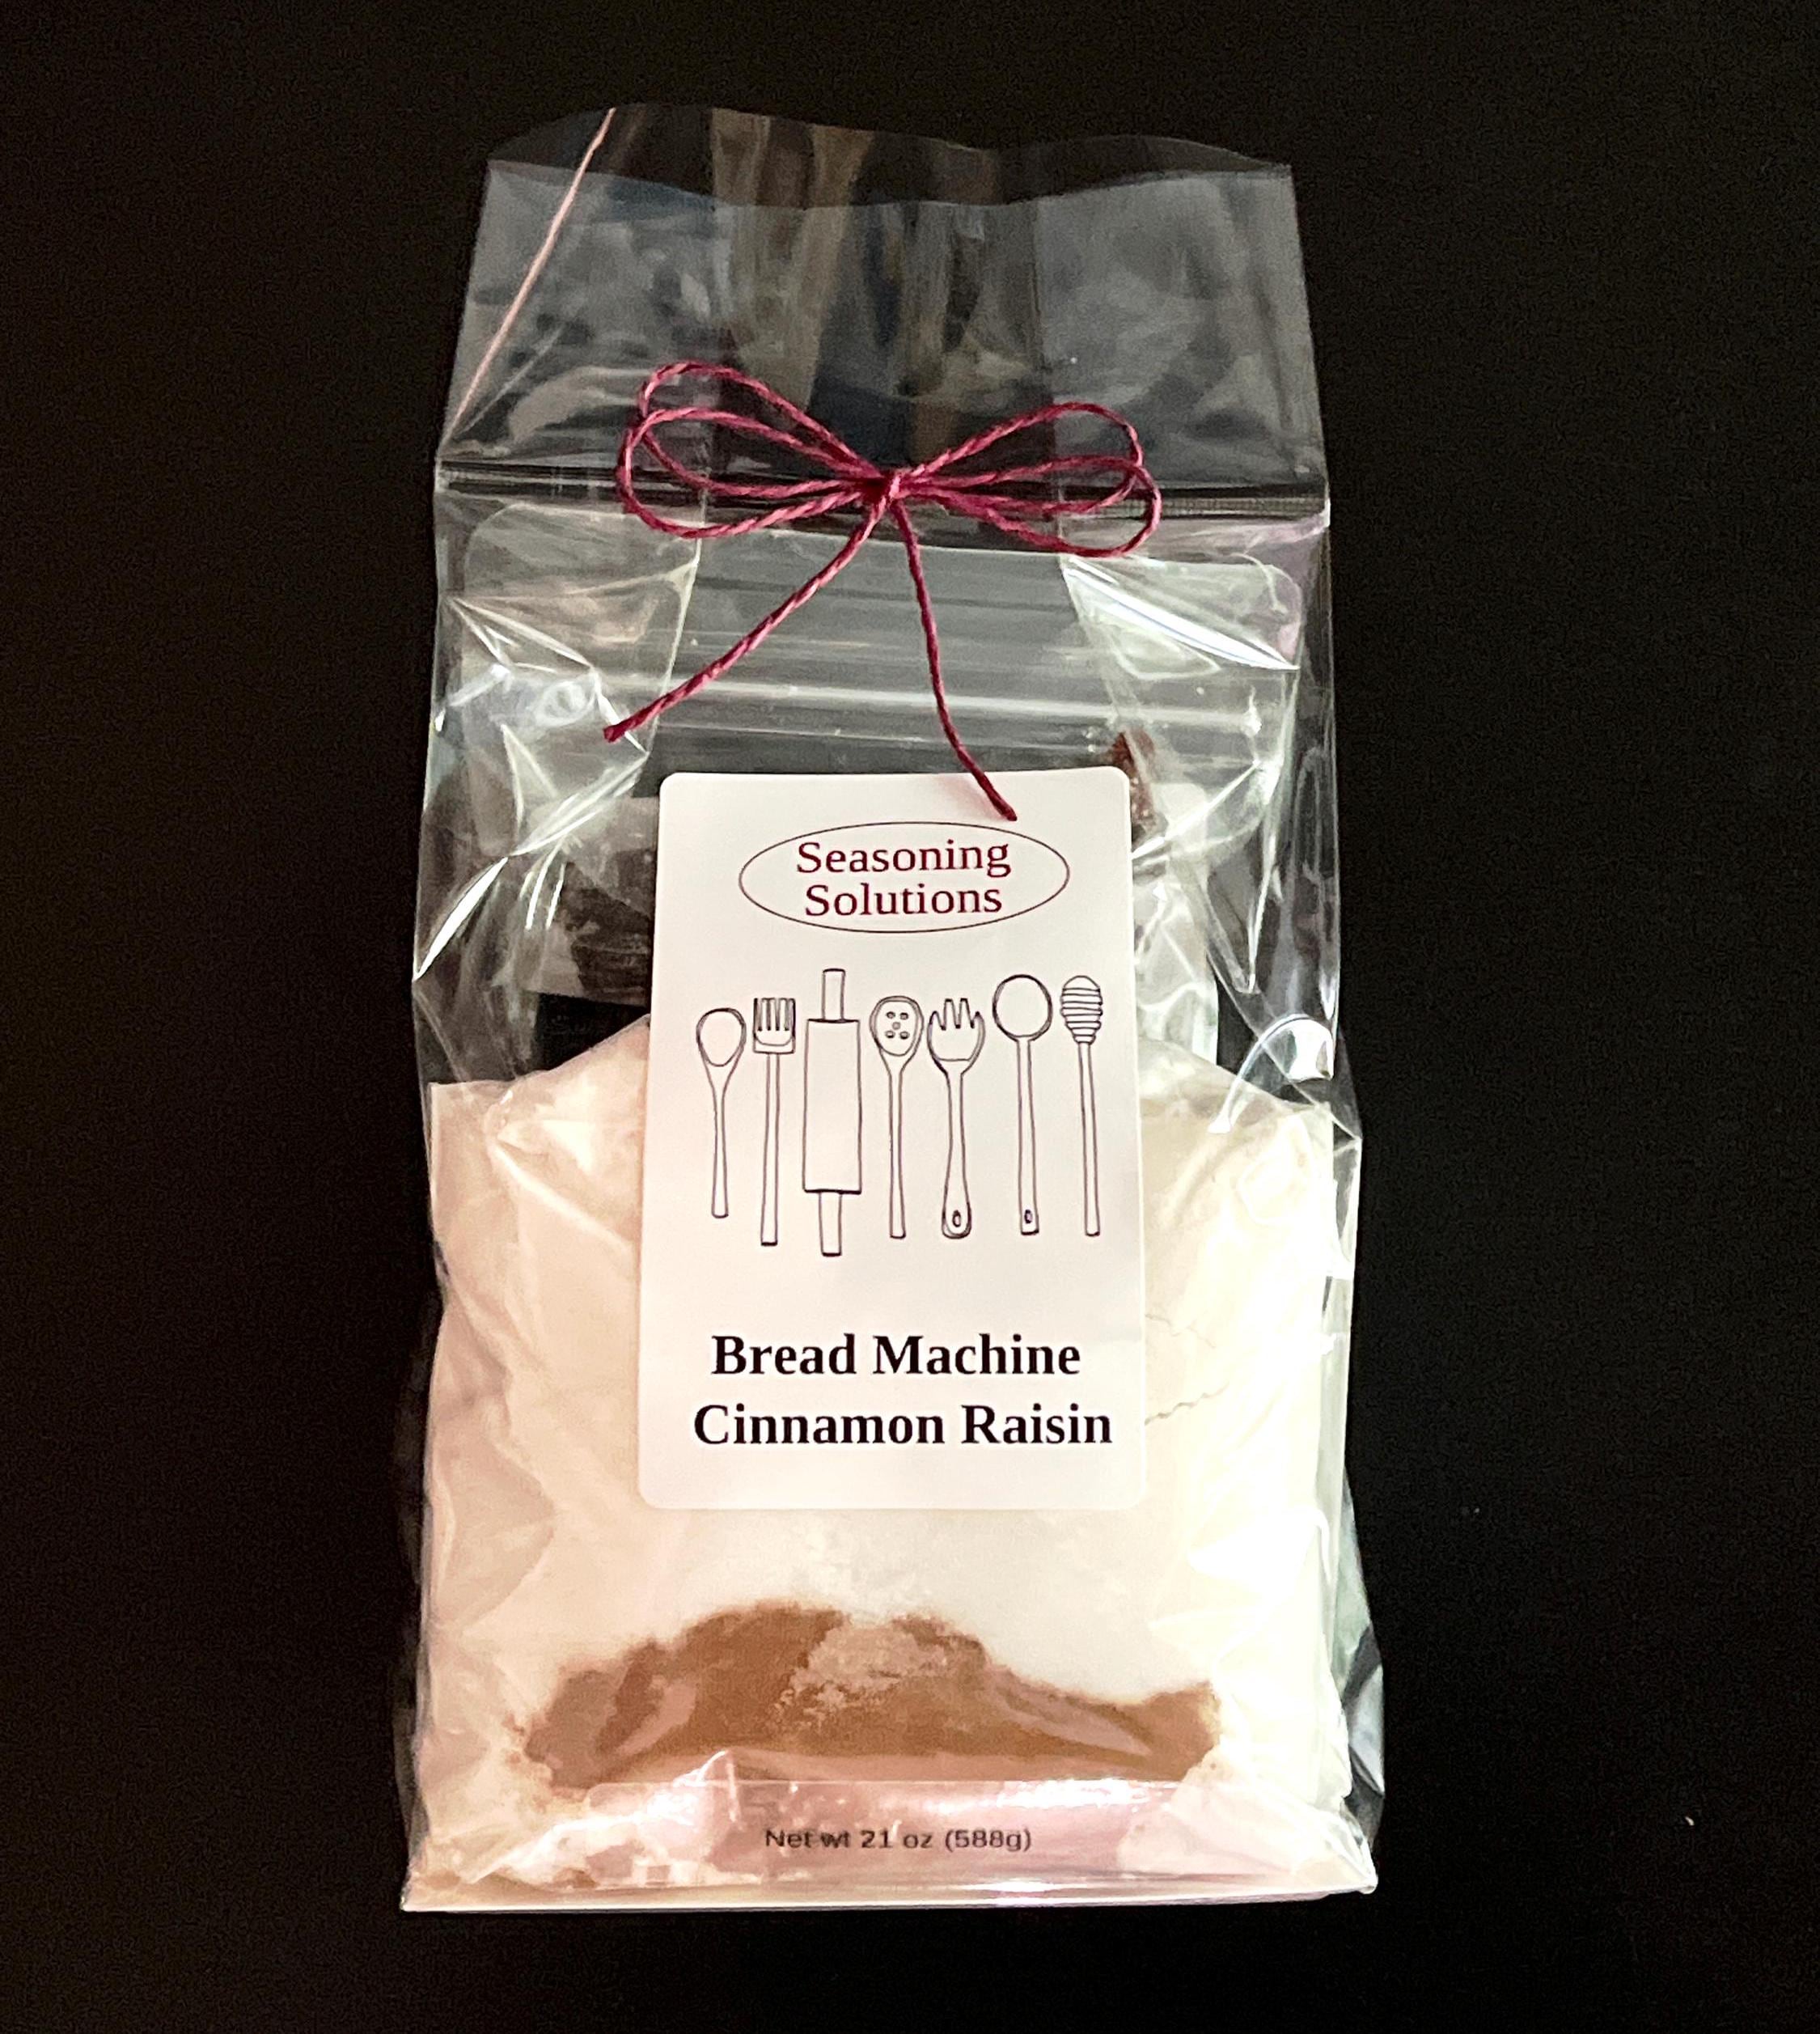 Seasoning
Solutions
Bread Machine
Cinnamon Raisin
Net wt 21 oz (588g)